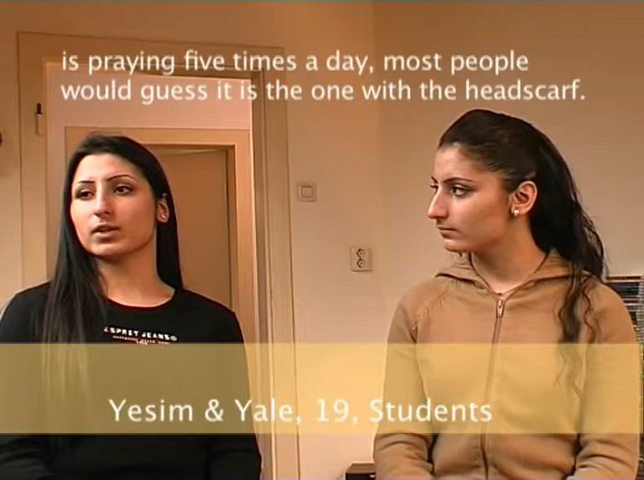 is praying five times a day, most people
would guess it is the one with the headscarf.
ESPRIT JEANS®
Yesim & Yale, 19, Students